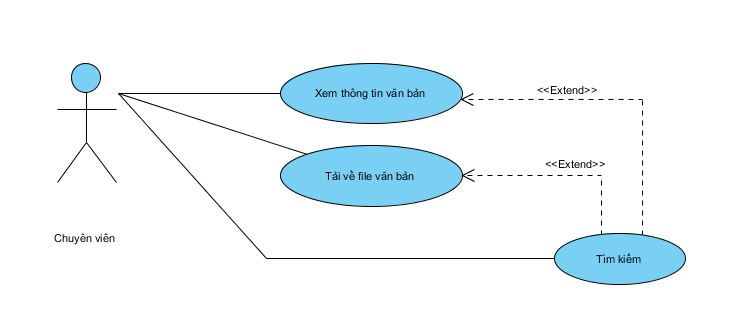 <<Extend>>
Xem thông tin văn bản
<<Extend>>
Tải về file văn bản
Chuyên viên
Tìm kiếm